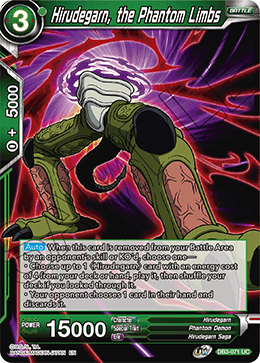 3
BATTLE
Hirudegarn, the Phantom Limbs
0 + 5000
Auto When this card is removed from your Battle Area
by an opponent's skill or KO'd, choose one—
・Choose up to 1 {Hirudegarn} card with an energy cost
of 4 from your deck or hand, play it, then shuffle your
deck if you looked through it.
・Your opponent chooses 1 card in their hand and
discards it.
POWER 15000
Character Hirudegarn
Special Trait Phantom Demon
Era Hirudegarn Saga
DB3-071 UC